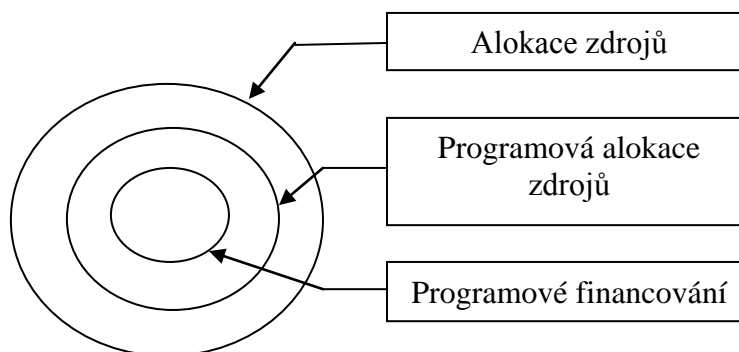 Alokace zdrojů
Programová alokace
zdrojů
Programové financování